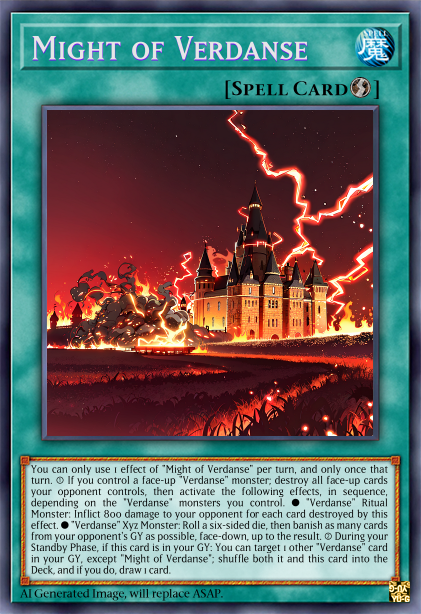 Might of Verdanse
SPELL
魔
[Spell Card]
You can only use 1 effect of "Might of Verdanse" per turn, and only once that
turn. ① If you control a face-up "Verdanse" monster; destroy all face-up cards
your opponent controls, then activate the following effects, in sequence,
depending on the "Verdanse" monsters you control. ● "Verdanse" Ritual
Monster: Inflict 800 damage to your opponent for each card destroyed by this
effect. ● "Verdanse" Xyz Monster: Roll a six-sided die, then banish as many cards
from your opponent's GY as possible, face-down, up to the result. ② During your
Standby Phase, if this card is in your GY: You can target 1 other "Verdanse" card
in your GY, except "Might of Verdanse"; shuffle both it and this card into the
Deck, and if you do, draw 1 card.
AI Generated Image, will replace ASAP.